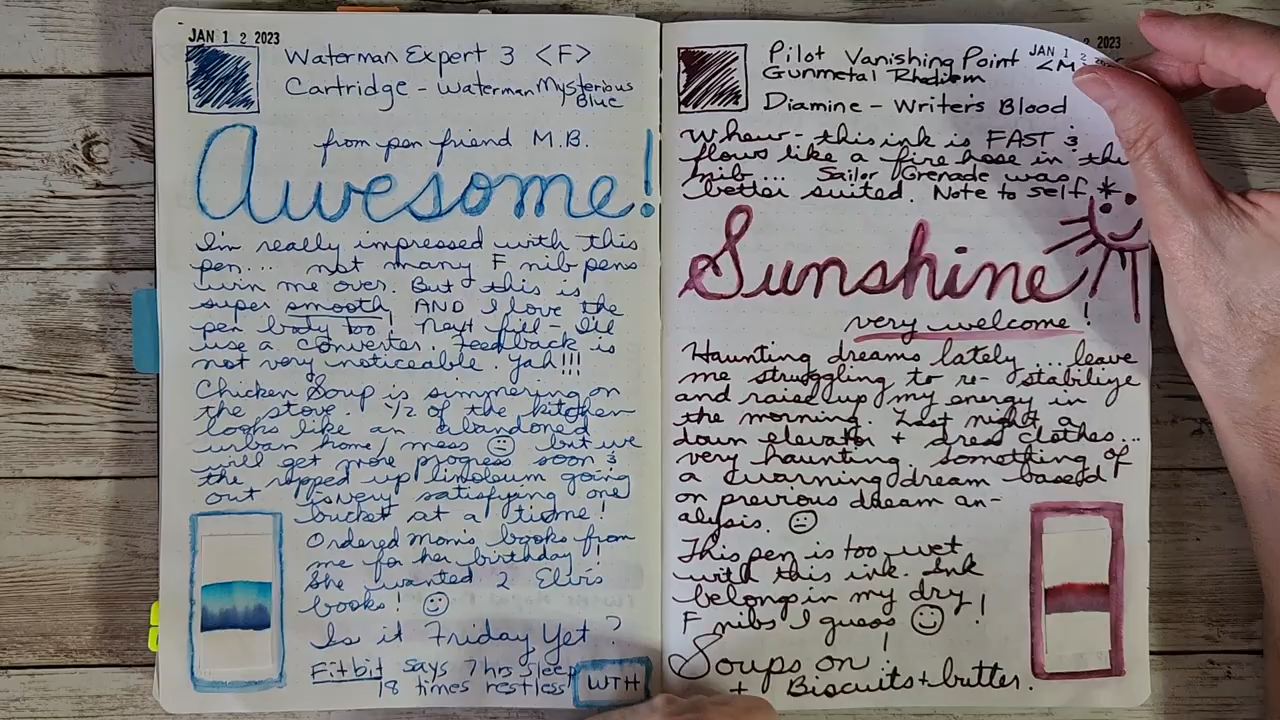 JAN 1 2 2023
Waterman Expert 3 <F>
Cartridge - Waterman Mysterious
Blue
from pen friend M.B.
Awesome!
I'm really impressed with this
pen... not many F nib pens
win me over. But this is
super smooth AND I love the
pen body too! Next fill - I'll
use a converter. Feedback is
not very noticeable. Yah!!!
Chicken Soup is simmering on
the stove. 1/2 of the kitchen
looks like an abandoned
urban home/mess ☹ but we
will get more progress soon &
the ripped up linoleum going
out is very satisfying one
bucket at a time!
Ordered Mom's books from
me for her birthday!
She wanted 2 Elvis
books! ☺
Is it Friday Yet?
Fitbit says 7 hrs sleep
18 times restless
WTH
JAN 1 2
2023
Pilot Vanishing Point <M
Gunmetal Rhodium
Diamine - Writer's Blood
Whew - this ink is FAST &
flows like a fire hose in this
nib... Sailor Grenade was
better suited. Note to self *
Sunshine
very welcome!
Haunting dreams lately... leave
me struggling to re-stabilize
and raise up my energy in
the morning. Last night a
down elevator + dress clothes...
very haunting. Something of
a warning dream based
on previous dream an-
alysis. ☹
This pen is too wet
with this ink. Ink
belongs in my dry
F nibs I guess ☺!
Soups on!
+ Biscuits + butter.